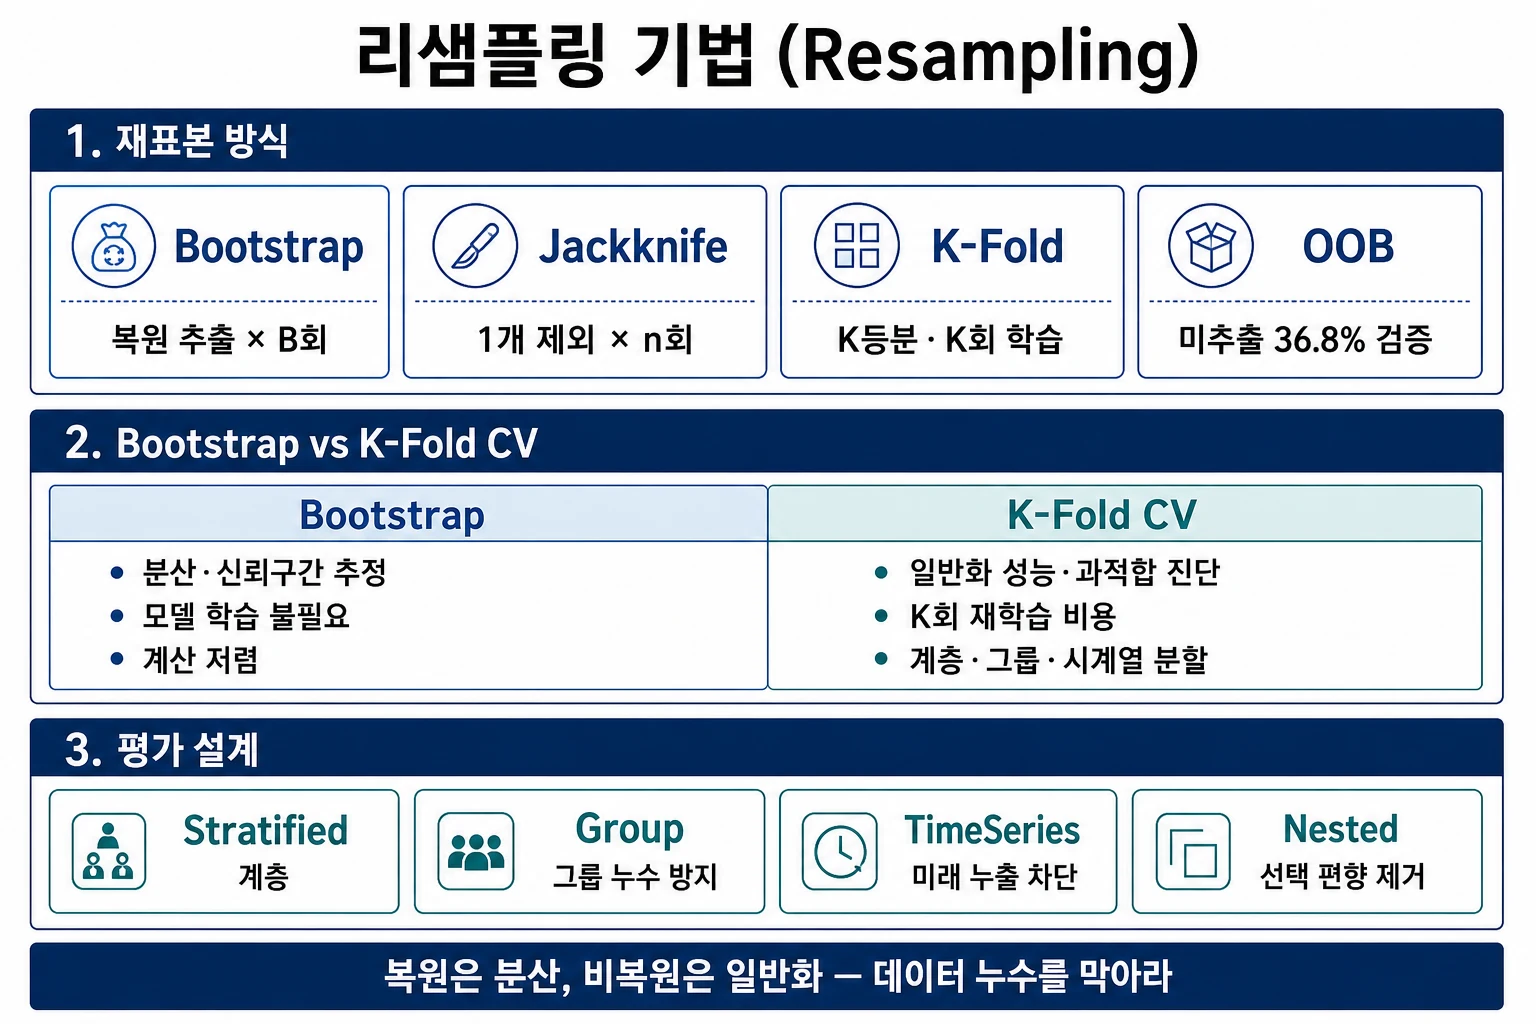 리샘플링 기법 (Resampling)
1. 재표본 방식
Bootstrap
복원 추출 × B회
Jackknife
1개 제외 × n회
K-Fold
K등분 · K회 학습
OOB
미추출 36.8% 검증
2. Bootstrap vs K-Fold CV
Bootstrap
• 분산 · 신뢰구간 추정
• 모델 학습 불필요
• 계산 저렴
K-Fold CV
• 일반화 성능 · 과적합 진단
• K회 재학습 비용
• 계층 · 그룹 · 시계열 분할
3. 평가 설계
Stratified
계층
Group
그룹 누수 방지
TimeSeries
미래 누출 차단
Nested
선택 편향 제거
복원은 분산, 비복원은 일반화 — 데이터 누수를 막아라